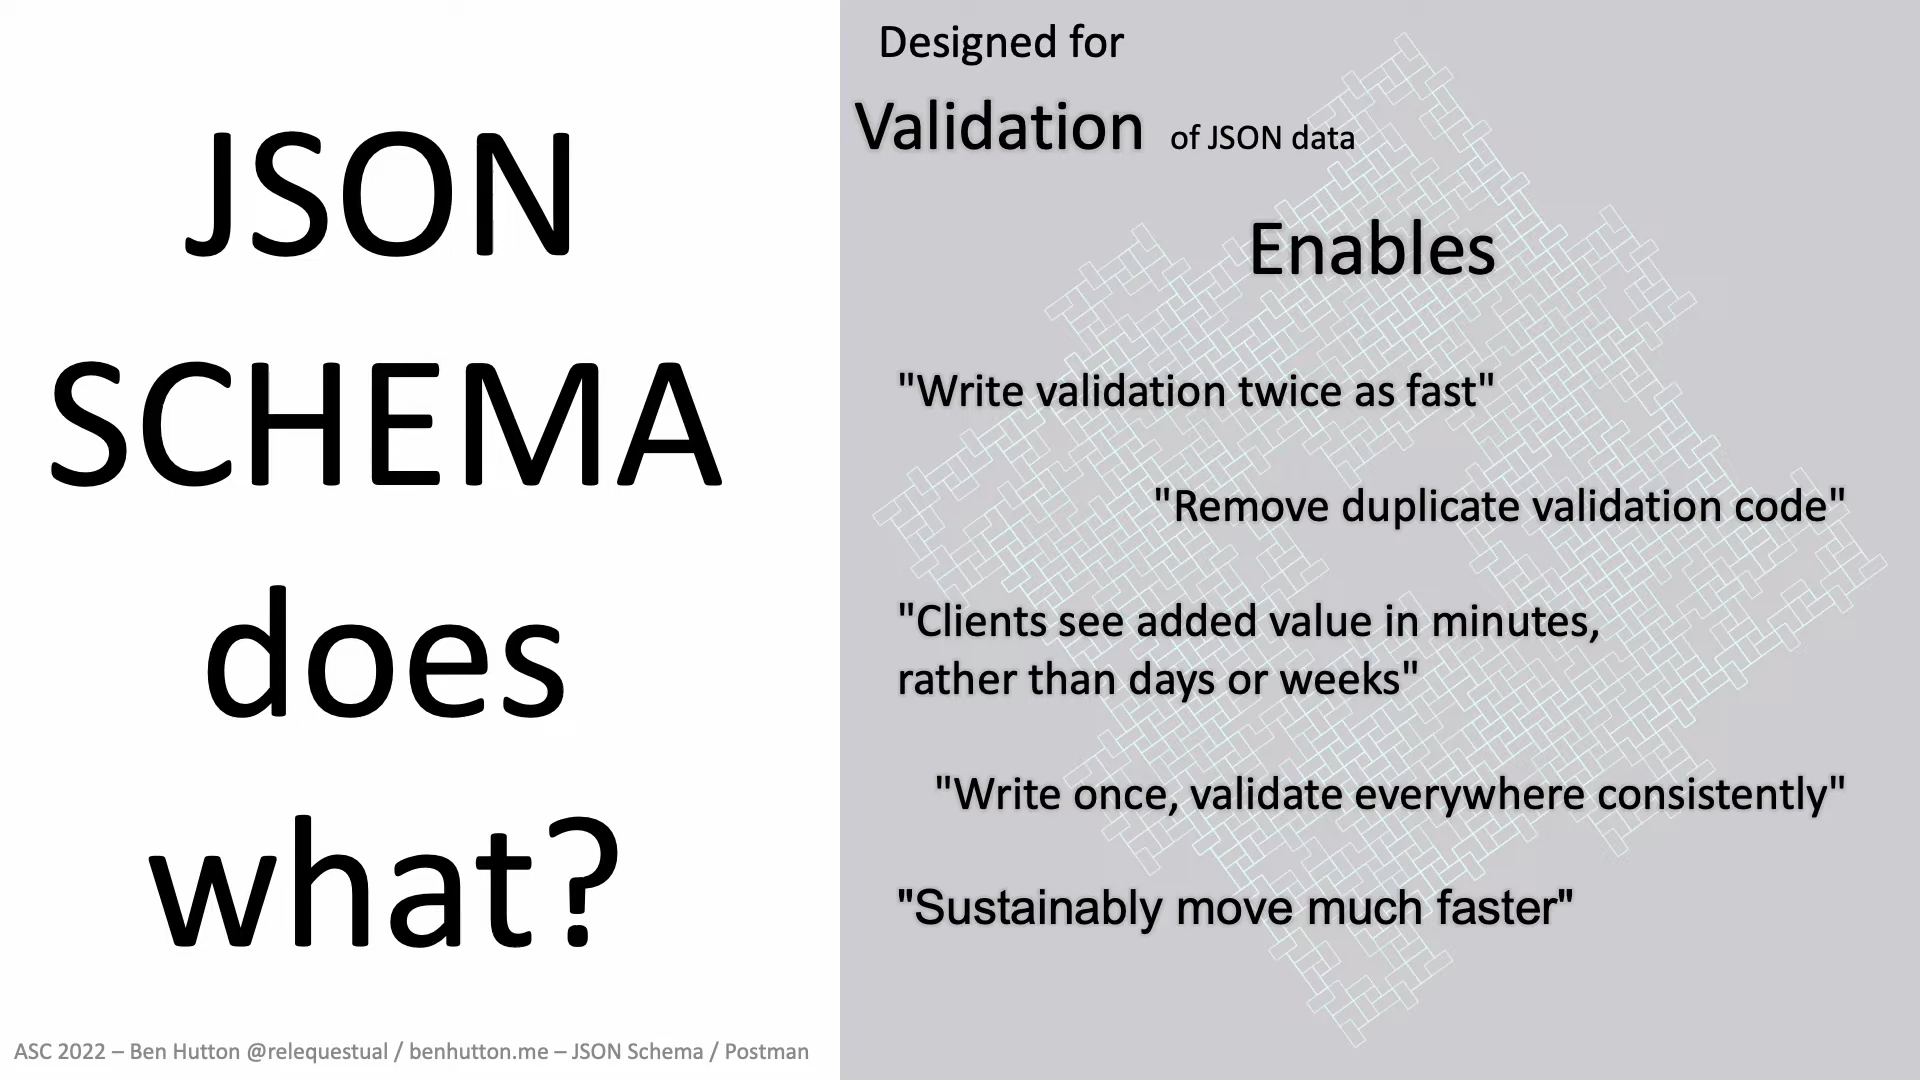 JSON
SCHEMA
does
what?
ASC 2022 – Ben Hutton @relequestual / benhutton.me – JSON Schema / Postman
Designed for
Validation of JSON data
Enables
"Write validation twice as fast"
"Remove duplicate validation code"
"Clients see added value in minutes,
rather than days or weeks"
"Write once, validate everywhere consistently"
"Sustainably move much faster"